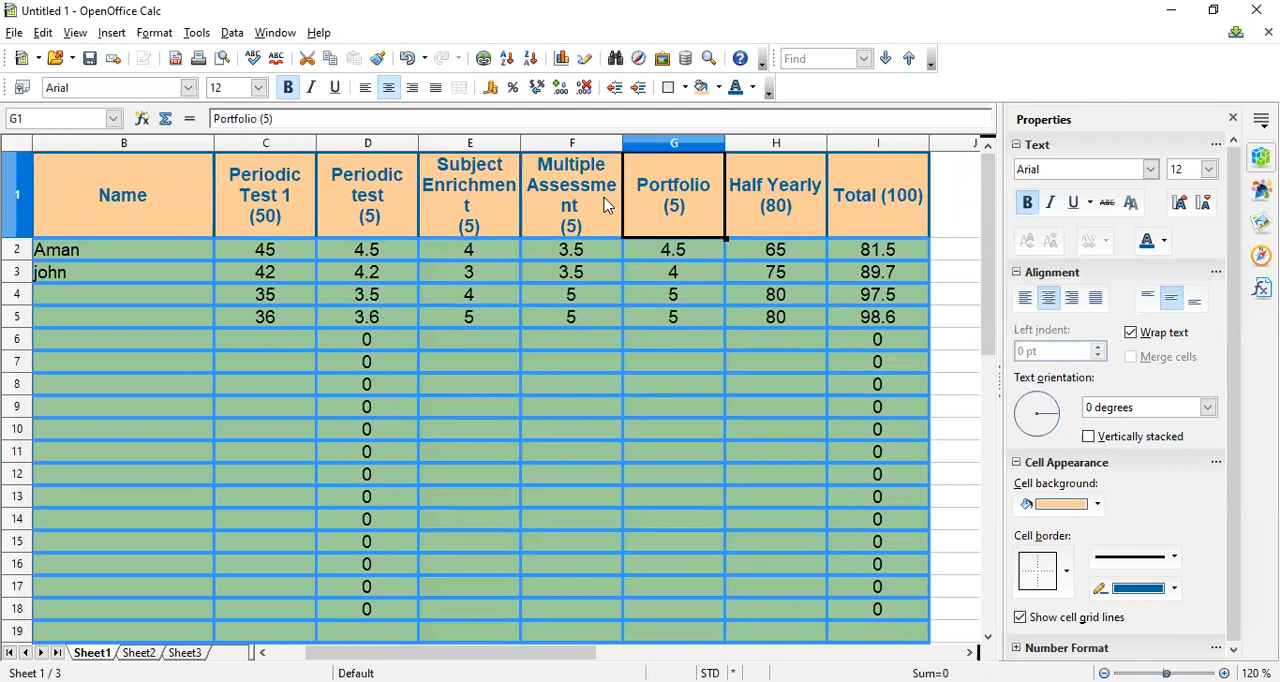 Untitled 1 - OpenOffice Calc
File Edit View Insert Format Tools Data Window Help
Find
Arial 12
G1 Portfolio (5)
B C D E F G H I J
1 Name Periodic Test 1 (50) Periodic test (5) Subject Enrichmen t (5) Multiple Assessme nt (5) Portfolio (5) Half Yearly (80) Total (100)
2 Aman 45 4.5 4 3.5 4.5 65 81.5
3 john 42 4.2 3 3.5 4 75 89.7
4 35 3.5 4 5 5 80 97.5
5 36 3.6 5 5 5 80 98.6
6 0 0
7 0 0
8 0 0
9 0 0
10 0 0
11 0 0
12 0 0
13 0 0
14 0 0
15 0 0
16 0 0
17 0 0
18 0 0
19
Sheet1 Sheet2 Sheet3
Sheet 1 / 3 Default STD * Sum=0 120 %
Properties
Text
Arial 12
Alignment
Left indent:
0 pt
Wrap text
Merge cells
Text orientation:
0 degrees
Vertically stacked
Cell Appearance
Cell background:
Cell border:
Show cell grid lines
Number Format